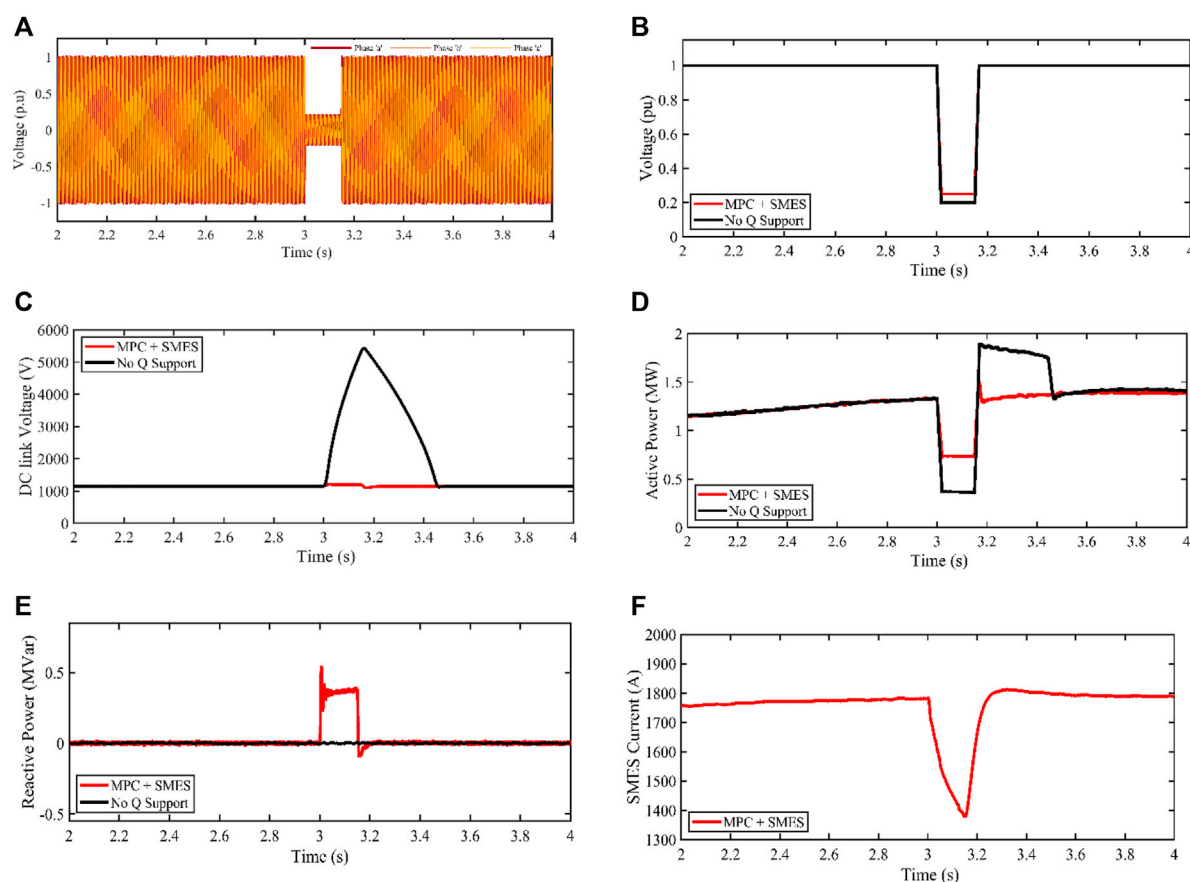 A
Phase 'a' Phase 'b' Phase 'c'
Voltage (p.u)
1
0.5
0
-0.5
-1
2 2.2 2.4 2.6 2.8 3 3.2 3.4 3.6 3.8 4
Time (s)
B
Voltage (pu)
1
0.8
0.6
0.4
0.2
0
MPC + SMES
No Q Support
2 2.2 2.4 2.6 2.8 3 3.2 3.4 3.6 3.8 4
Time (s)
C
DC link Voltage (V)
6000
5000
4000
3000
2000
1000
0
MPC + SMES
No Q Support
2 2.2 2.4 2.6 2.8 3 3.2 3.4 3.6 3.8 4
Time (s)
D
Active Power (MW)
2
1.5
1
0.5
0
MPC + SMES
No Q Support
2 2.2 2.4 2.6 2.8 3 3.2 3.4 3.6 3.8 4
Time (s)
E
Reactive Power (MVar)
0.5
0
-0.5
MPC + SMES
No Q Support
2 2.2 2.4 2.6 2.8 3 3.2 3.4 3.6 3.8 4
Time (s)
F
SMES Current (A)
2000
1900
1800
1700
1600
1500
1400
1300
MPC + SMES
2 2.2 2.4 2.6 2.8 3 3.2 3.4 3.6 3.8 4
Time (s)